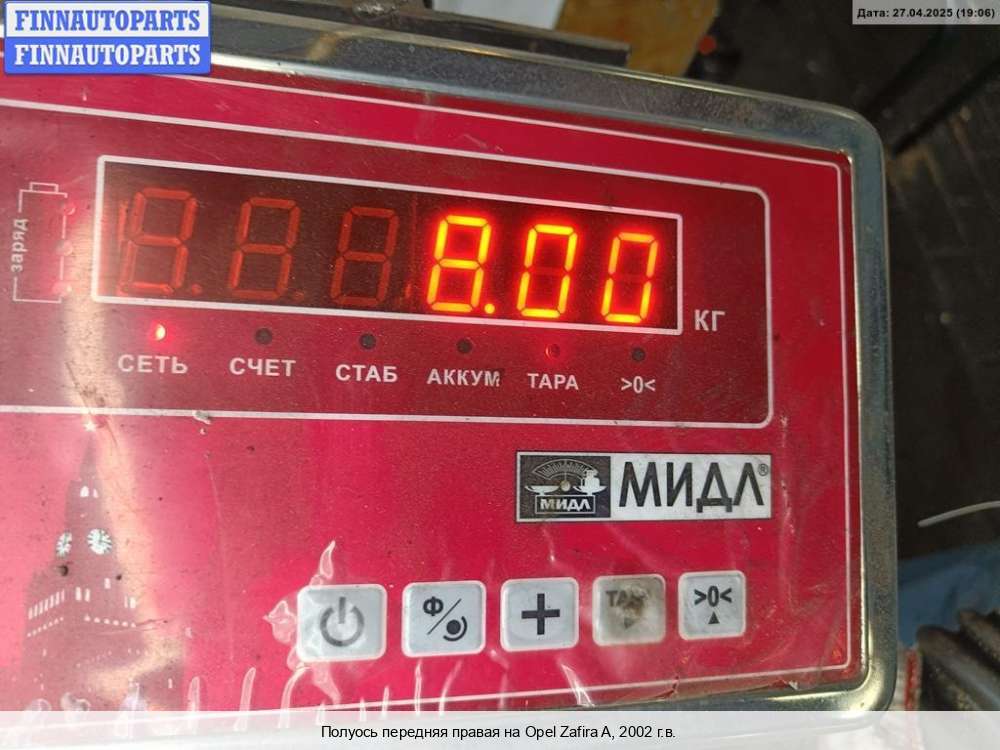 FINNAUTOPARTS
FINNAUTOPARTS
Дата: 27.04.2025 (19:06)
заряд
8.00
КГ
СЕТЬ СЧЕТ СТАБ АККУМ ТАРА >0<
МИДЛ МИДЛ®
Ф/ + >0<
Полуось передняя правая на Opel Zafira A, 2002 г.в.